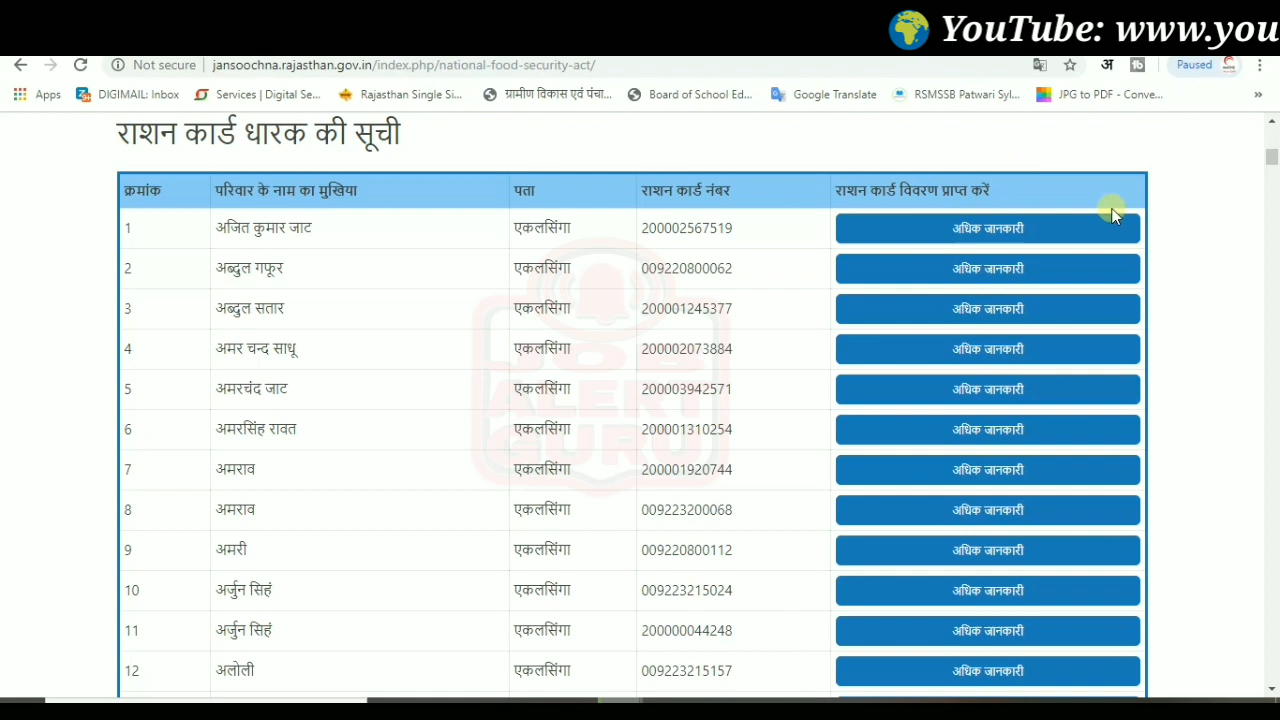 YouTube: www.you
Not secure | jansoochna.rajasthan.gov.in/index.php/national-food-security-act/ अ Paused
Apps DIGIMAIL: Inbox Services | Digital Se... Rajasthan Single Si... ग्रामीण विकास एवं पंचा... Board of School Ed... Google Translate RSMSSB Patwari Syl... JPG to PDF - Conve... »
राशन कार्ड धारक की सूची
क्रमांक परिवार के नाम का मुखिया पता राशन कार्ड नंबर राशन कार्ड विवरण प्राप्त करें
1 अजित कुमार जाट एकलसिंगा 200002567519 अधिक जानकारी
2 अब्दुल गफूर एकलसिंगा 009220800062 अधिक जानकारी
3 अब्दुल सतार एकलसिंगा 200001245377 अधिक जानकारी
4 अमर चन्द साधू एकलसिंगा 200002073884 अधिक जानकारी
5 अमरचंद जाट एकलसिंगा 200003942571 अधिक जानकारी
6 अमरसिंह रावत एकलसिंगा 200001310254 अधिक जानकारी
7 अमराव एकलसिंगा 200001920744 अधिक जानकारी
8 अमराव एकलसिंगा 009223200068 अधिक जानकारी
9 अमरी एकलसिंगा 009220800112 अधिक जानकारी
10 अर्जुन सिहं एकलसिंगा 009223215024 अधिक जानकारी
11 अर्जुन सिहं एकलसिंगा 200000044248 अधिक जानकारी
12 अलोली एकलसिंगा 009223215157 अधिक जानकारी
JOB
ALERT
GURU